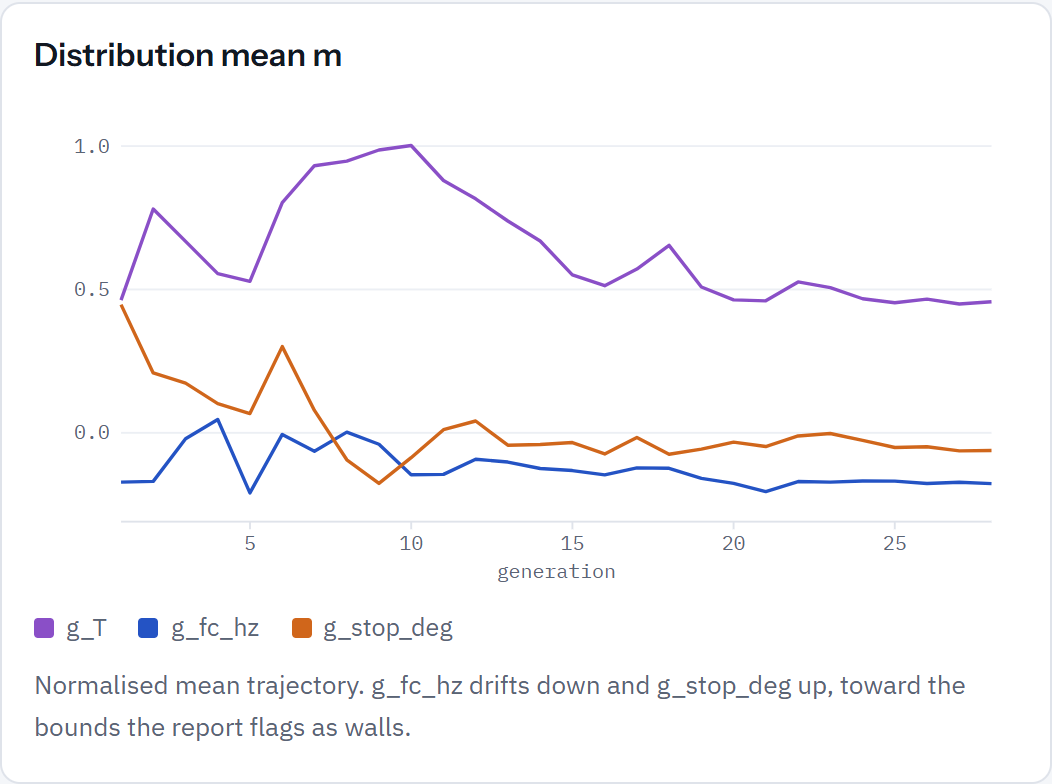 Distribution mean m
1.0
0.5
0.0
5 10 15 20 25
generation
g_T g_fc_hz g_stop_deg
Normalised mean trajectory. g_fc_hz drifts down and g_stop_deg up, toward the
bounds the report flags as walls.